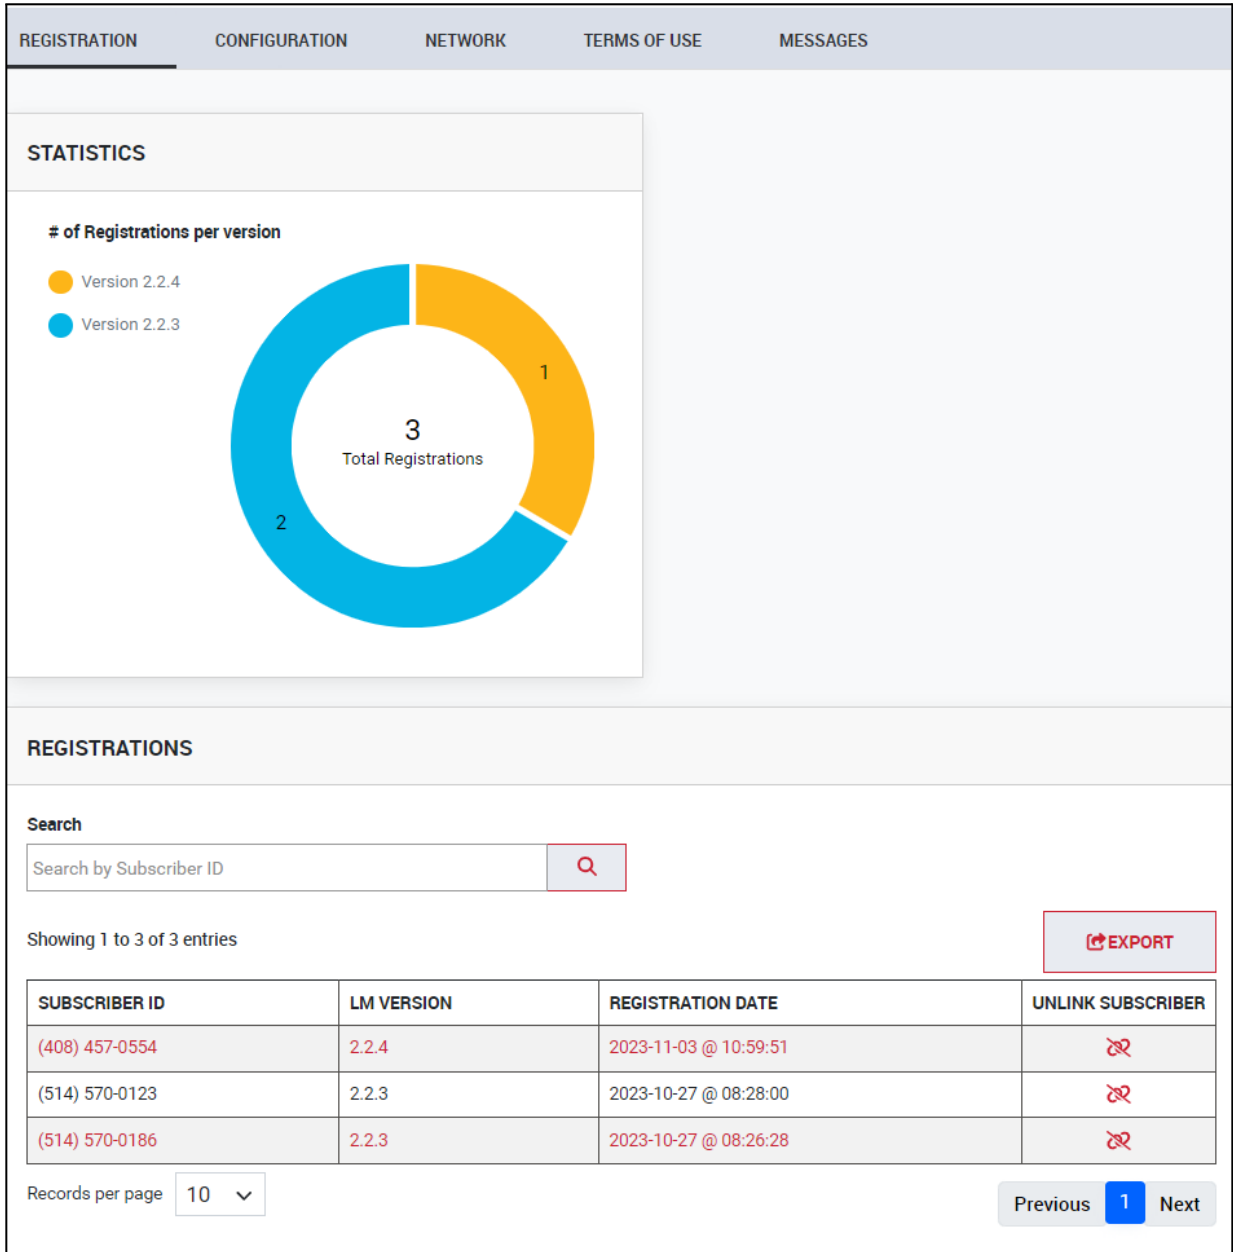 REGISTRATION CONFIGURATION NETWORK TERMS OF USE MESSAGES
STATISTICS
# of Registrations per version
Version 2.2.4
Version 2.2.3
1
3
Total Registrations
2
REGISTRATIONS
Search
Search by Subscriber ID
Showing 1 to 3 of 3 entries
EXPORT
SUBSCRIBER ID LM VERSION REGISTRATION DATE UNLINK SUBSCRIBER
(408) 457-0554 2.2.4 2023-11-03 @ 10:59:51
(514) 570-0123 2.2.3 2023-10-27 @ 08:28:00
(514) 570-0186 2.2.3 2023-10-27 @ 08:26:28
Records per page 10
Previous 1 Next